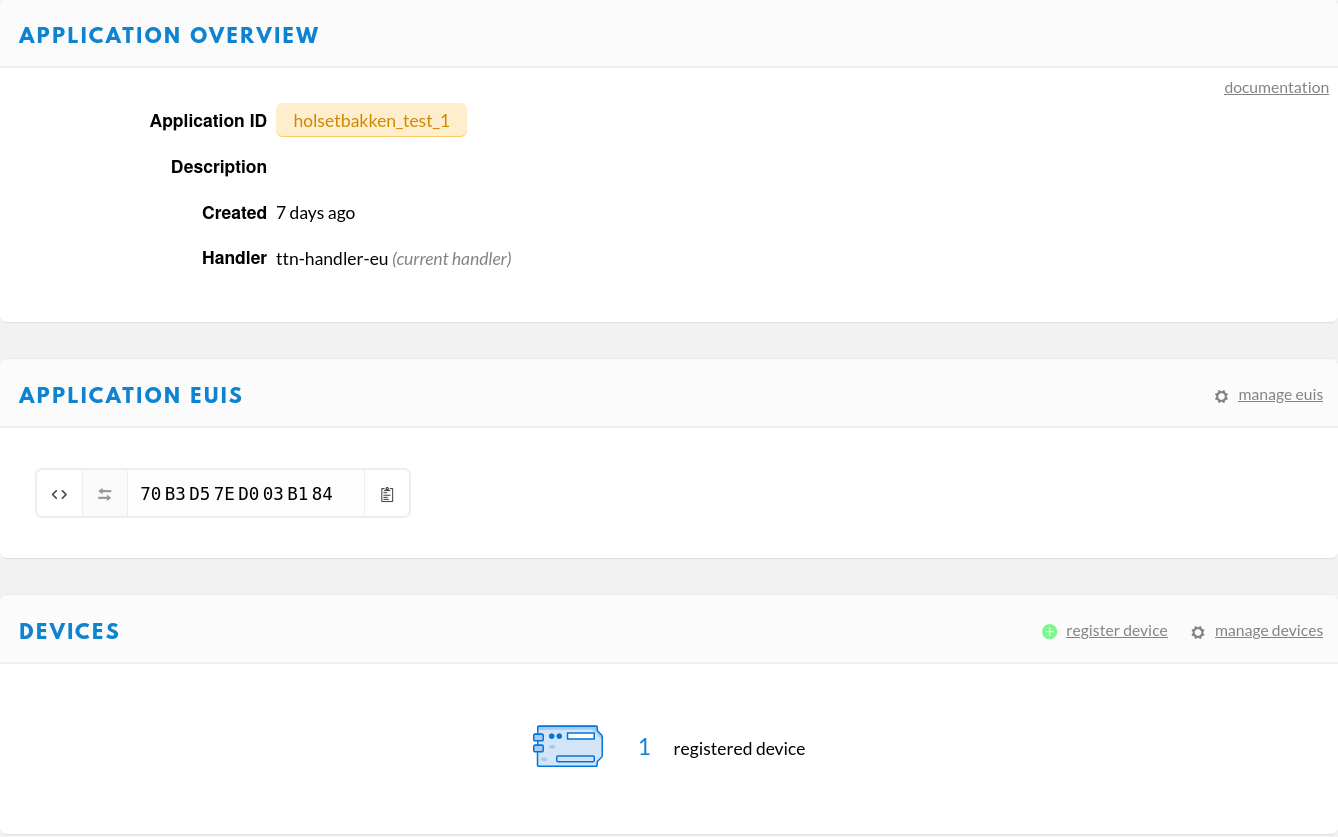 APPLICATION OVERVIEW
documentation
Application ID holsetbakken_test_1
Description
Created 7 days ago
Handler ttn-handler-eu (current handler)
APPLICATION EUIS
manage euis
<> 70 B3 D5 7E D0 03 B1 84
DEVICES
register device manage devices
1 registered device